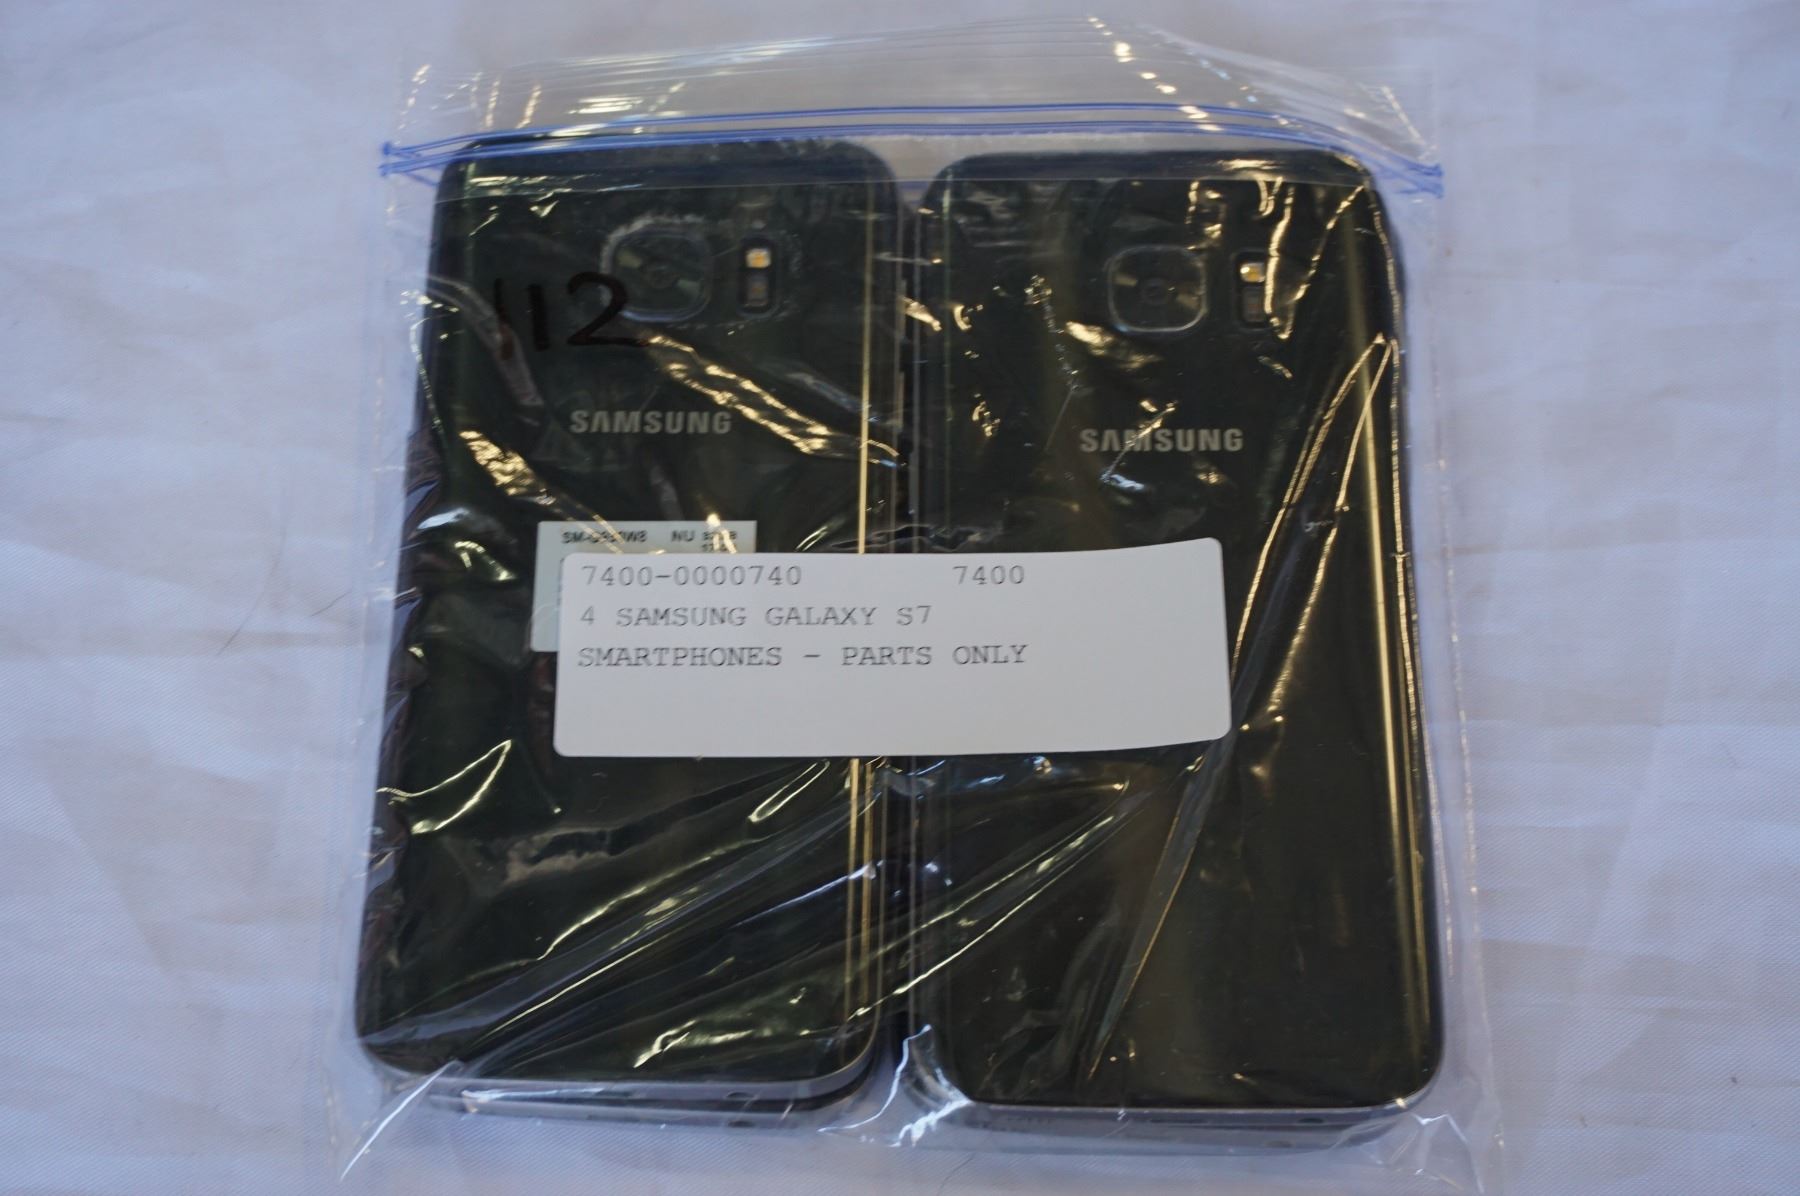 112
SAMSUNG
SAMSUNG
7400-0000740 7400
4 SAMSUNG GALAXY S7
SMARTPHONES - PARTS ONLY